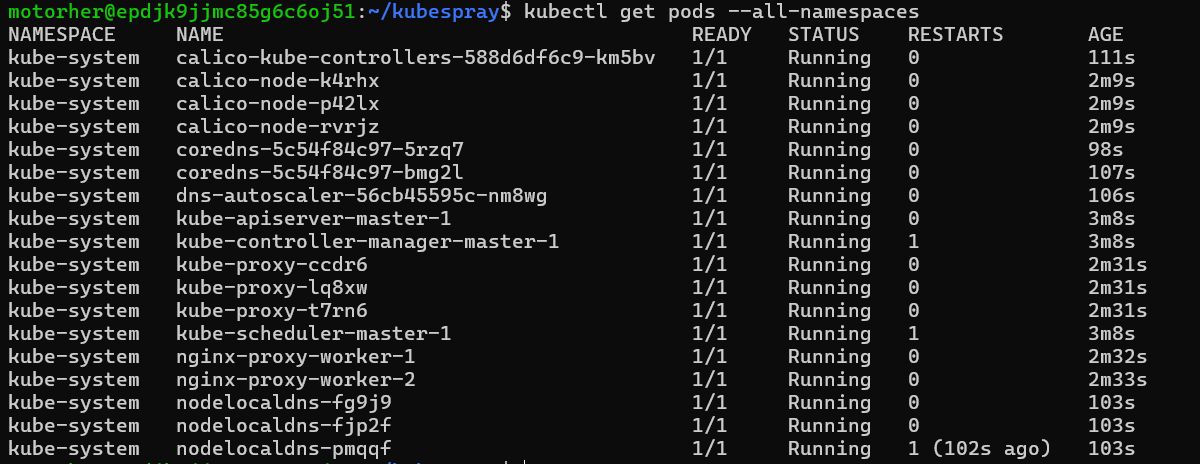 motorher@epdjk9jjmc85g6c6oj51:~/kubespray$ kubectl get pods --all-namespaces
NAMESPACE NAME READY STATUS RESTARTS AGE
kube-system calico-kube-controllers-588d6df6c9-km5bv 1/1 Running 0 111s
kube-system calico-node-k4rhx 1/1 Running 0 2m9s
kube-system calico-node-p42lx 1/1 Running 0 2m9s
kube-system calico-node-rvrjz 1/1 Running 0 2m9s
kube-system coredns-5c54f84c97-5rzq7 1/1 Running 0 98s
kube-system coredns-5c54f84c97-bmg2l 1/1 Running 0 107s
kube-system dns-autoscaler-56cb45595c-nm8wg 1/1 Running 0 106s
kube-system kube-apiserver-master-1 1/1 Running 0 3m8s
kube-system kube-controller-manager-master-1 1/1 Running 1 3m8s
kube-system kube-proxy-ccdr6 1/1 Running 0 2m31s
kube-system kube-proxy-lq8xw 1/1 Running 0 2m31s
kube-system kube-proxy-t7rn6 1/1 Running 0 2m31s
kube-system kube-scheduler-master-1 1/1 Running 1 3m8s
kube-system nginx-proxy-worker-1 1/1 Running 0 2m32s
kube-system nginx-proxy-worker-2 1/1 Running 0 2m33s
kube-system nodelocaldns-fg9j9 1/1 Running 0 103s
kube-system nodelocaldns-fjp2f 1/1 Running 0 103s
kube-system nodelocaldns-pmqqf 1/1 Running 1 (102s ago) 103s